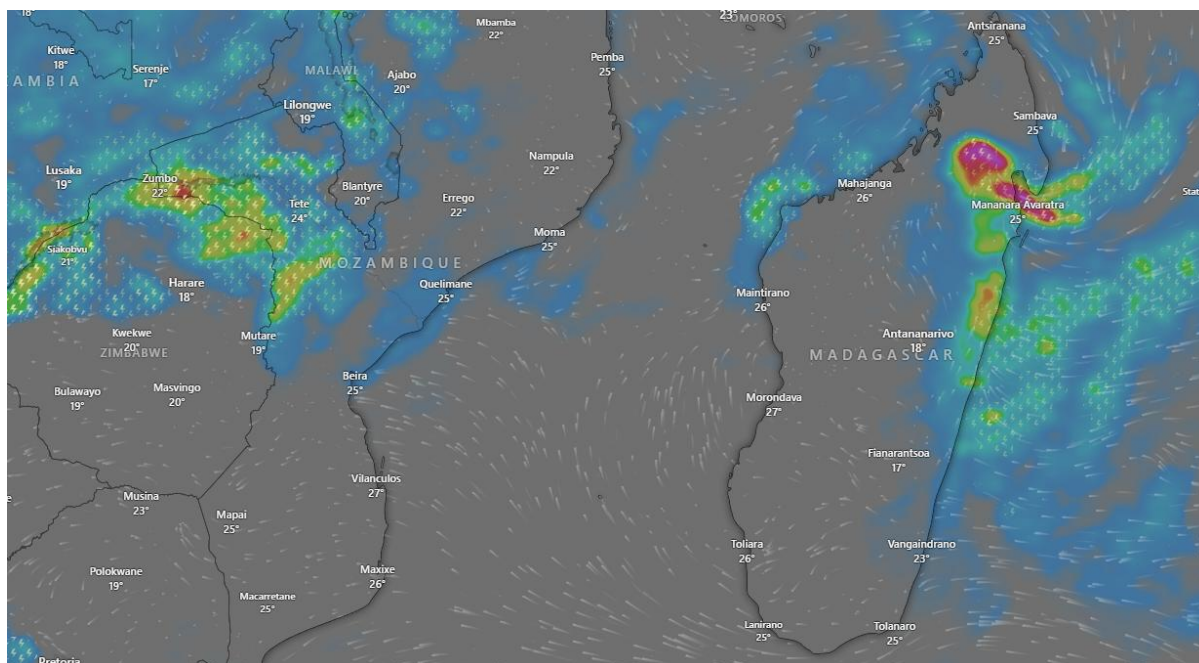 18°
23°
OMOROS
Mbamba
22°
Antsiranana
25°
Kitwe
18°
Serenje
17°
AMBIA
MALAWI
Ajabo
20°
Pemba
25°
Lilongwe
19°
Sambava
25°
Lusaka
19°
Zumbo
22°
Blantyre
20°
Nampula
22°
Mahajanga
26°
Tete
24°
Errego
22°
Mananara Avaratra
25°
Stat
Siakobvu
21°
Moma
25°
MOZAMBIQUE
Harare
18°
Quelimane
25°
Maintirano
26°
Kwekwe
20°
ZIMBABWE
Mutare
19°
Antananarivo
18°
MADAGASCAR
Beira
25°
Bulawayo
19°
Masvingo
20°
Morondava
27°
Fianarantsoa
17°
Vilanculos
27°
e
Musina
23°
Mapai
25°
Toliara
26°
Vangaindrano
23°
Polokwane
19°
Maxixe
26°
Macarretane
25°
Lanirano
25°
Tolanaro
25°
Pretoria